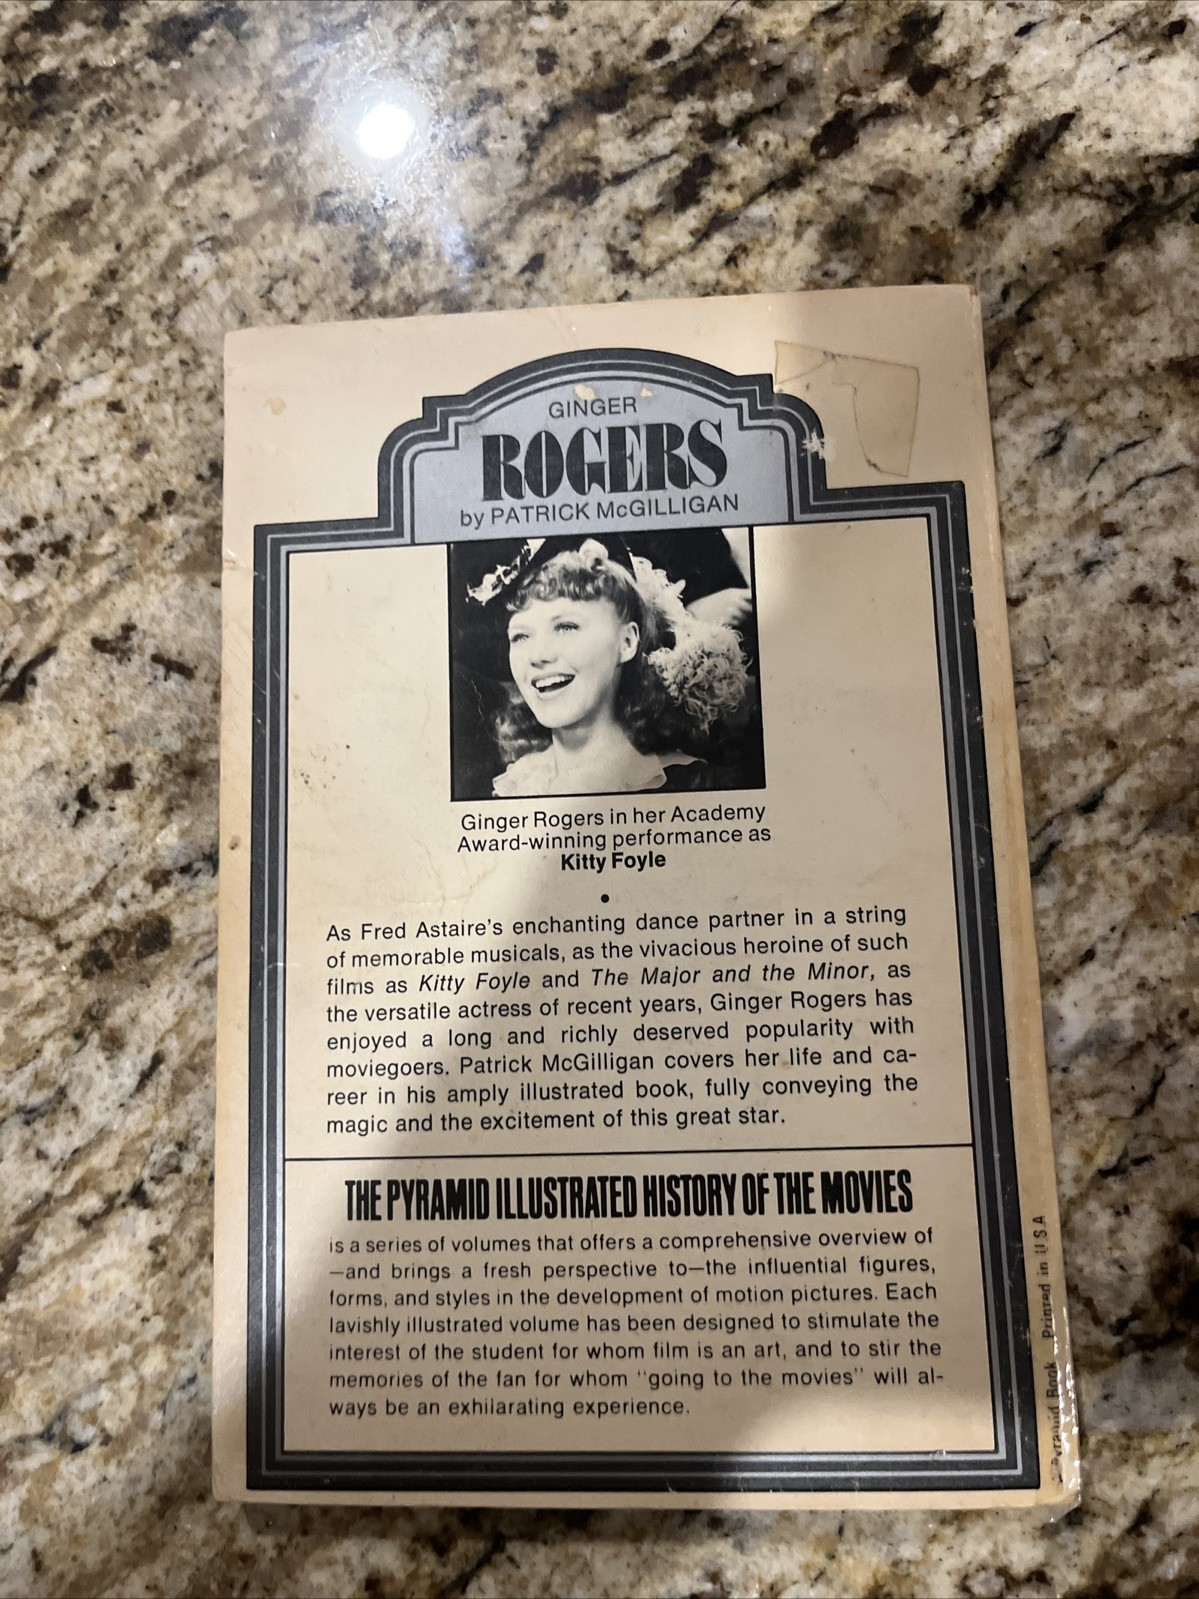 GINGER
ROGERS
by PATRICK McGILLIGAN
Ginger Rogers in her Academy
Award-winning performance as
Kitty Foyle
•
As Fred Astaire's enchanting dance partner in a string
of memorable musicals, as the vivacious heroine of such
films as Kitty Foyle and The Major and the Minor, as
the versatile actress of recent years, Ginger Rogers has
enjoyed a long and richly deserved popularity with
moviegoers. Patrick McGilligan covers her life and ca-
reer in his amply illustrated book, fully conveying the
magic and the excitement of this great star.
THE PYRAMID ILLUSTRATED HISTORY OF THE MOVIES
is a series of volumes that offers a comprehensive overview of
—and brings a fresh perspective to—the influential figures,
forms, and styles in the development of motion pictures. Each
lavishly illustrated volume has been designed to stimulate the
interest of the student for whom film is an art, and to stir the
memories of the fan for whom "going to the movies" will al-
ways be an exhilarating experience.
Pyramid Book Printed in U.S.A